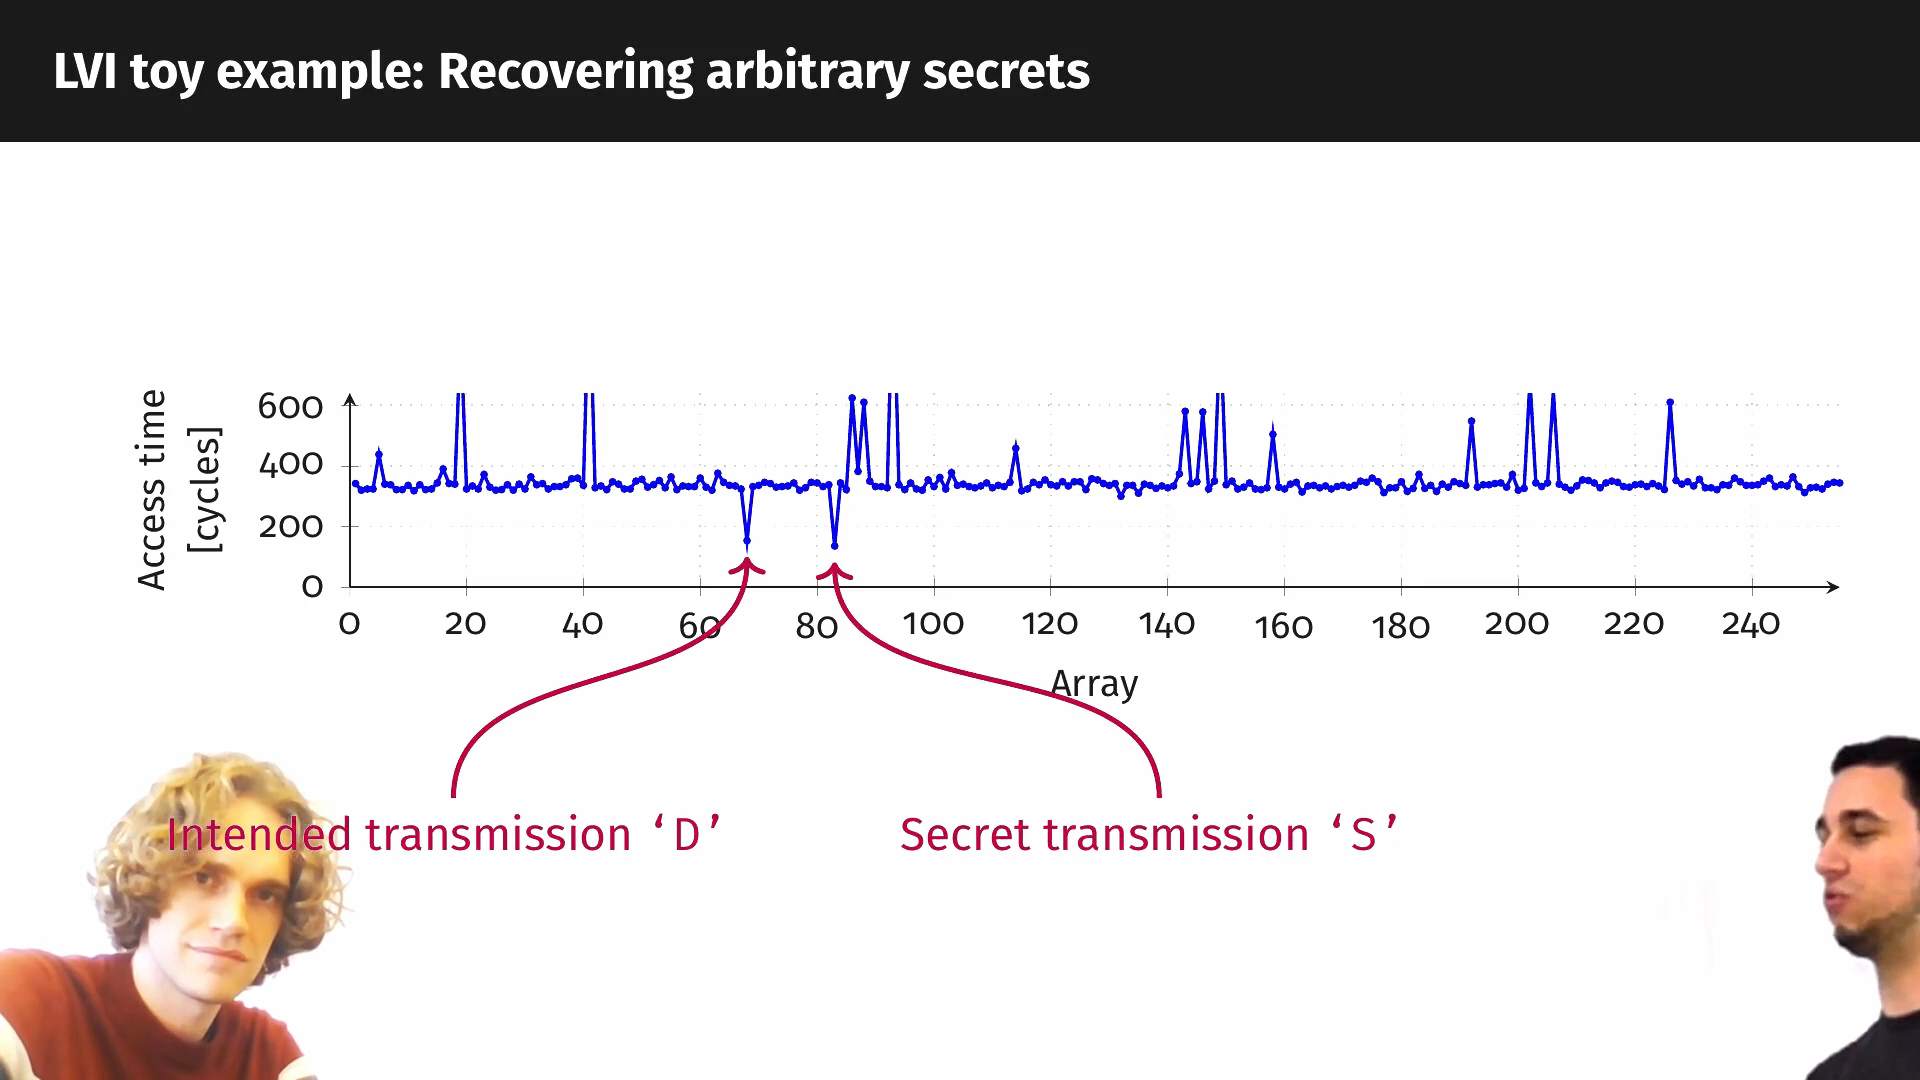 LVI toy example: Recovering arbitrary secrets
Access time
[cycles]
600
400
200
0
0 20 40 60 80 100 120 140 160 180 200 220 240
Array
Intended transmission ‘D’
Secret transmission ‘S’